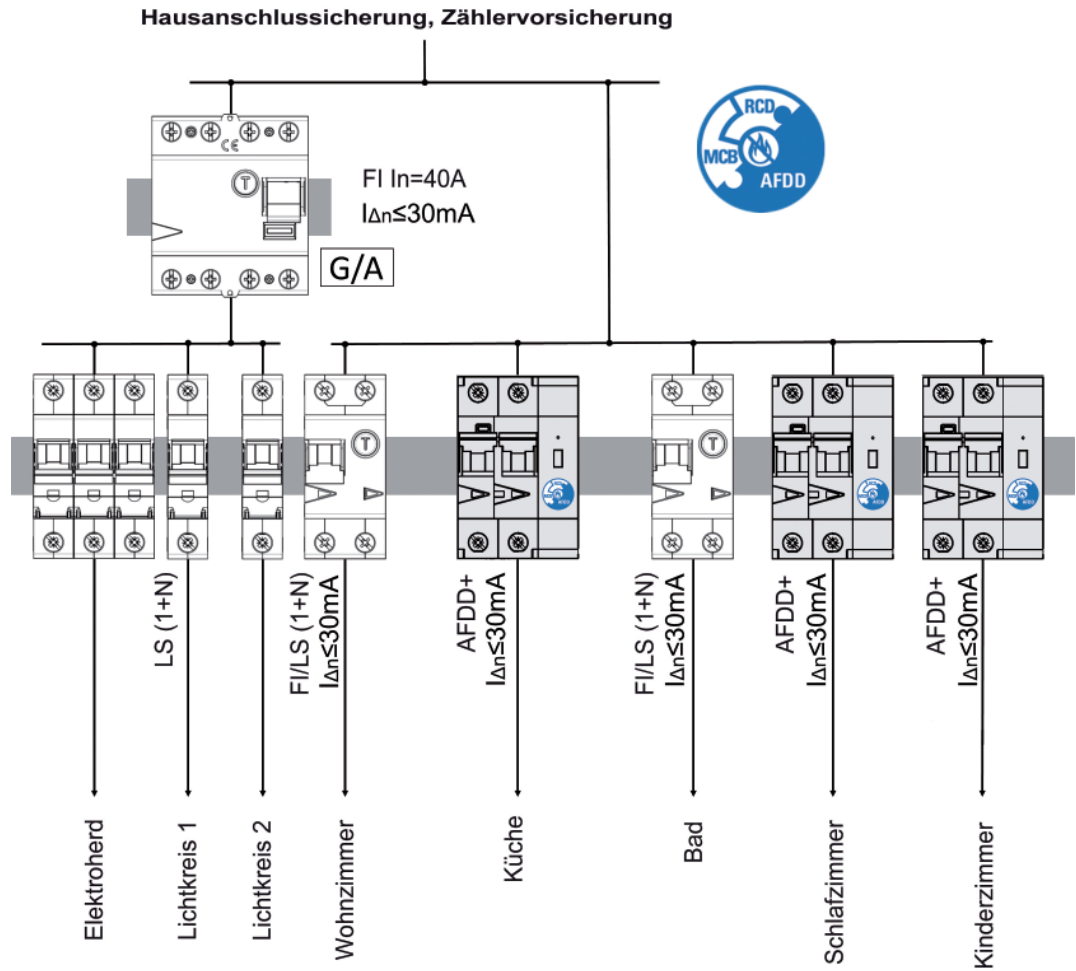 Hausanschlussicherung, Zählervorsicherung
RCD
MCB
AFDD
CE
T
FI In=40A
IΔn≤30mA
G/A
T
T
LS (1+N)
FI/LS (1+N)
IΔn≤30mA
AFDD+
IΔn≤30mA
FI/LS (1+N)
IΔn≤30mA
AFDD+
IΔn≤30mA
AFDD+
IΔn≤30mA
Elektroherd
Lichtkreis 1
Lichtkreis 2
Wohnzimmer
Küche
Bad
Schlafzimmer
Kinderzimmer